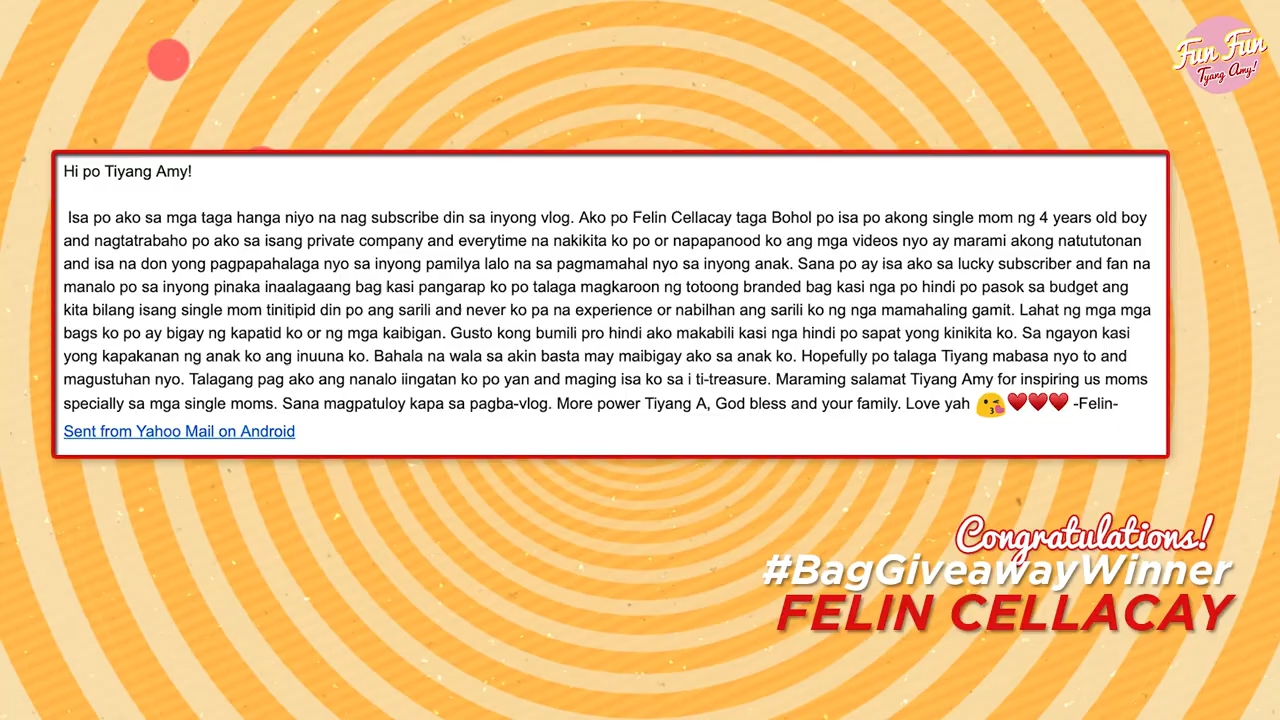 Fun Fun
Tyang Amy!
Hi po Tiyang Amy!
Isa po ako sa mga taga hanga niyo na nag subscribe din sa inyong vlog. Ako po Felin Cellacay taga Bohol po isa po akong single mom ng 4 years old boy
and nagtatrabaho po ako sa isang private company and everytime na nakikita ko po or napapanood ko ang mga videos nyo ay marami akong natututonan
and isa na don yong pagpapahalaga nyo sa inyong pamilya lalo na sa pagmamahal nyo sa inyong anak. Sana po ay isa ako sa lucky subscriber and fan na
manalo po sa inyong pinaka inaalagaang bag kasi pangarap ko po talaga magkaroon ng totoong branded bag kasi nga po hindi po pasok sa budget ang
kita bilang isang single mom tinitipid din po ang sarili and never ko pa na experience or nabilhan ang sarili ko ng nga mamahaling gamit. Lahat ng mga mga
bags ko po ay bigay ng kapatid ko or ng mga kaibigan. Gusto kong bumili pro hindi ako makabili kasi nga hindi po sapat yong kinikita ko. Sa ngayon kasi
yong kapakanan ng anak ko ang inuuna ko. Bahala na wala sa akin basta may maibigay ako sa anak ko. Hopefully po talaga Tiyang mabasa nyo to and
magustuhan nyo. Talagang pag ako ang nanalo iingatan ko po yan and maging isa ko sa i ti-treasure. Maraming salamat Tiyang Amy for inspiring us moms
specially sa mga single moms. Sana magpatuloy kapa sa pagba-vlog. More power Tiyang A, God bless and your family. Love yah 😘❤️❤️❤️ -Felin-
Sent from Yahoo Mail on Android
Congratulations!
#BagGiveawayWinner
FELIN CELLACAY